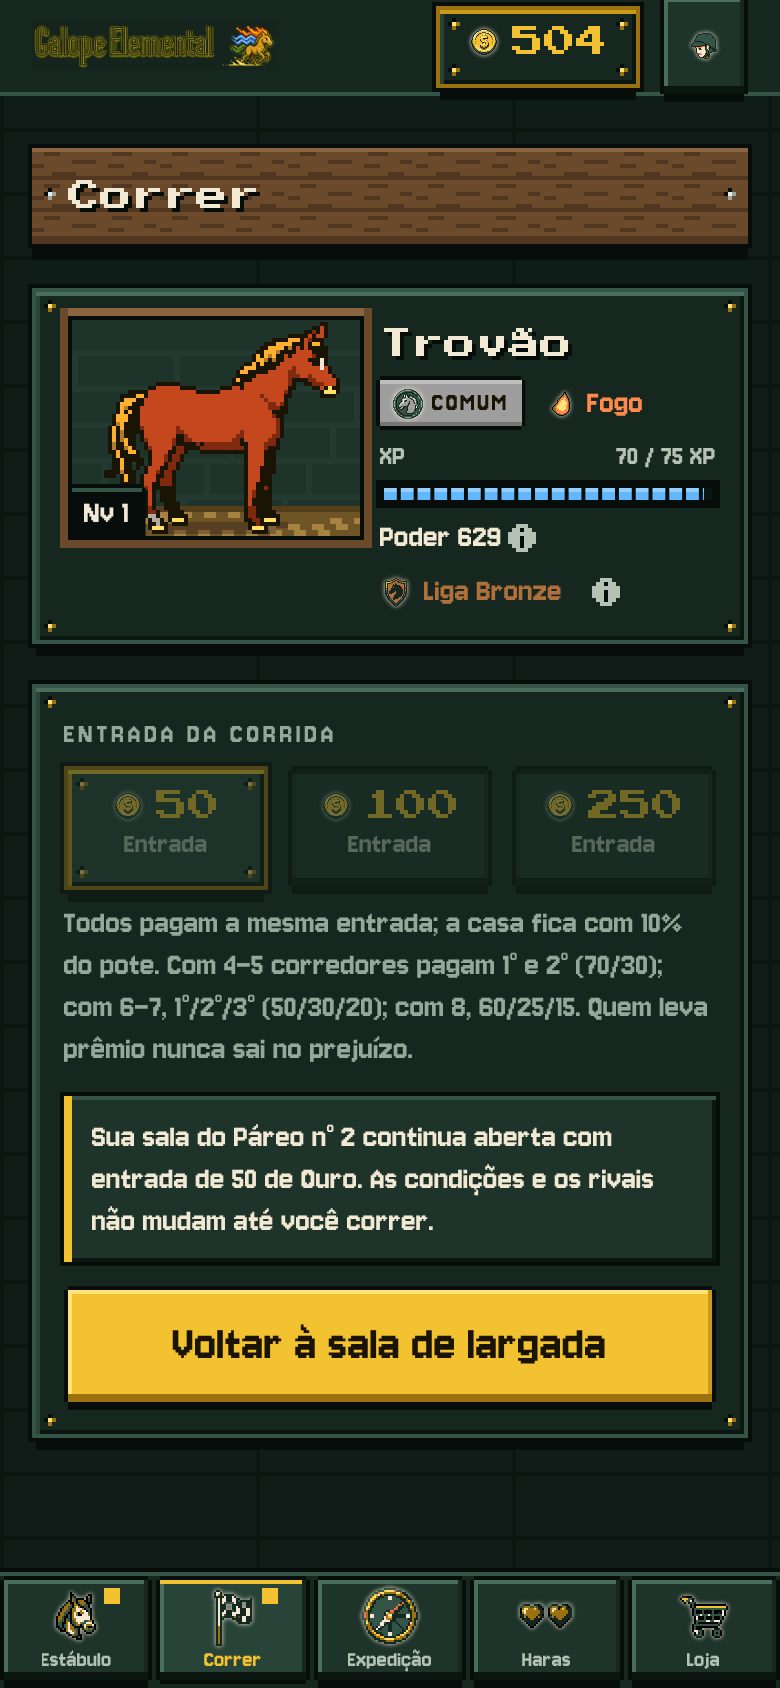 Galope Elemental
504
Correr
Trovão
COMUM
Fogo
XP
70 / 75 XP
Nv 1
Poder 629
Liga Bronze
ENTRADA DA CORRIDA
50
Entrada
100
Entrada
250
Entrada
Todos pagam a mesma entrada; a casa fica com 10%
do pote. Com 4–5 corredores pagam 1° e 2° (70/30);
com 6–7, 1°/2°/3° (50/30/20); com 8, 60/25/15. Quem leva
prêmio nunca sai no prejuízo.
Sua sala do Páreo n° 2 continua aberta com
entrada de 50 de Ouro. As condições e os rivais
não mudam até você correr.
Voltar à sala de largada
Estábulo
Correr
Expedição
Haras
Loja